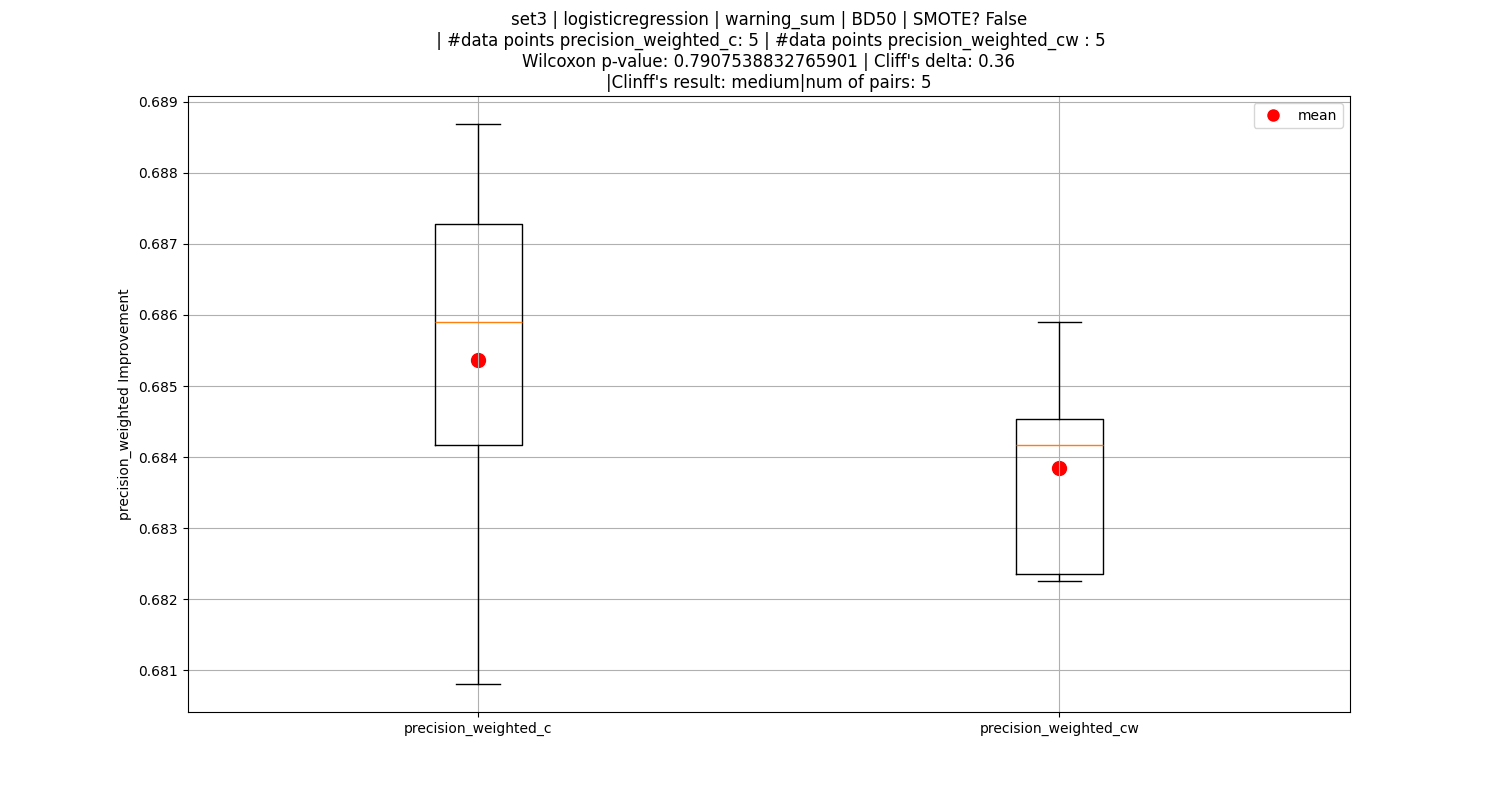 set3 | logisticregression | warning_sum | BD50 | SMOTE? False
| #data points precision_weighted_c: 5 | #data points precision_weighted_cw : 5
Wilcoxon p-value: 0.7907538832765901 | Cliff's delta: 0.36
|Clinff's result: medium|num of pairs: 5
mean
0.689
0.688
0.687
0.686
0.685
0.684
0.683
0.682
0.681
precision_weighted Improvement
precision_weighted_c
precision_weighted_cw